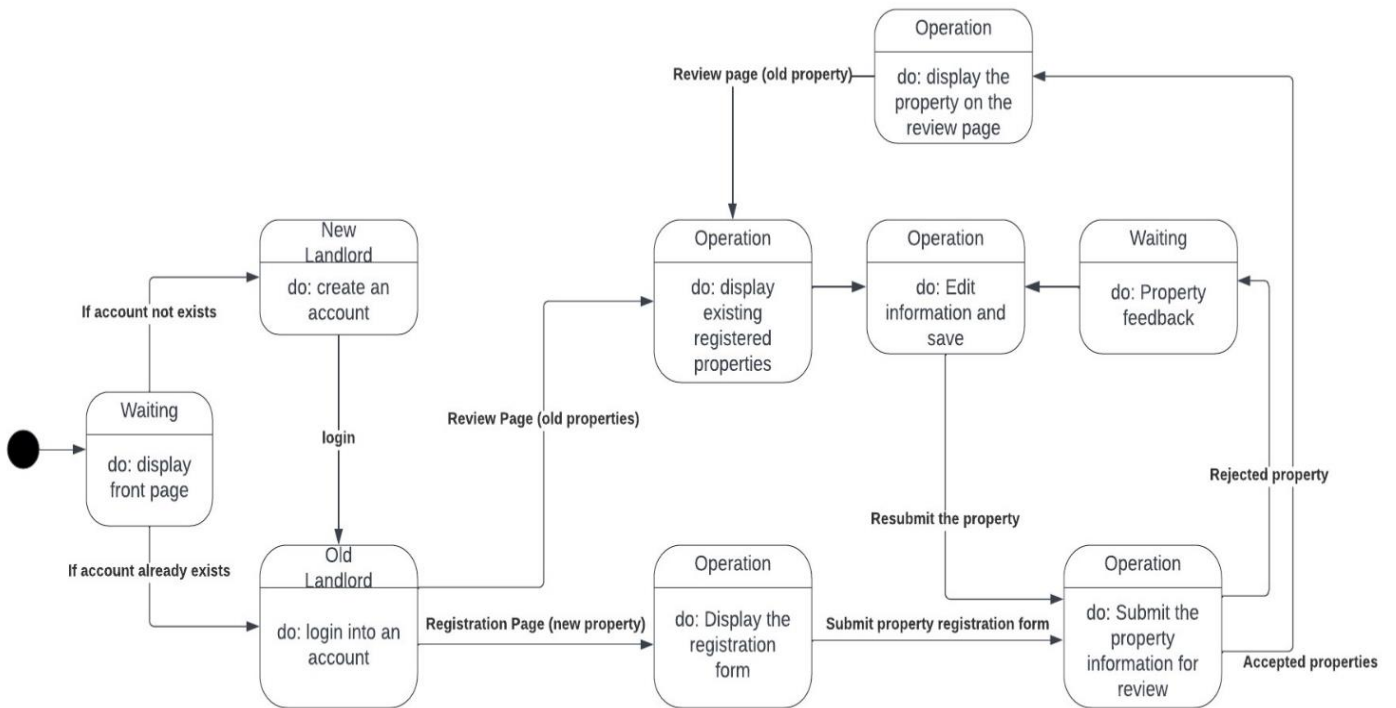 Operation
do: display the
property on the
review page
Review page (old property)
New
Landlord
do: create an
account
Operation
do: display
existing
registered
properties
Operation
do: Edit
information and
save
Waiting
do: Property
feedback
If account not exists
Waiting
do: display
front page
login
Review Page (old properties)
Rejected property
Resubmit the property
If account already exists
Old
Landlord
do: login into an
account
Registration Page (new property)
Operation
do: Display the
registration
form
Submit property registration form
Operation
do: Submit the
property
information for
review
Accepted properties